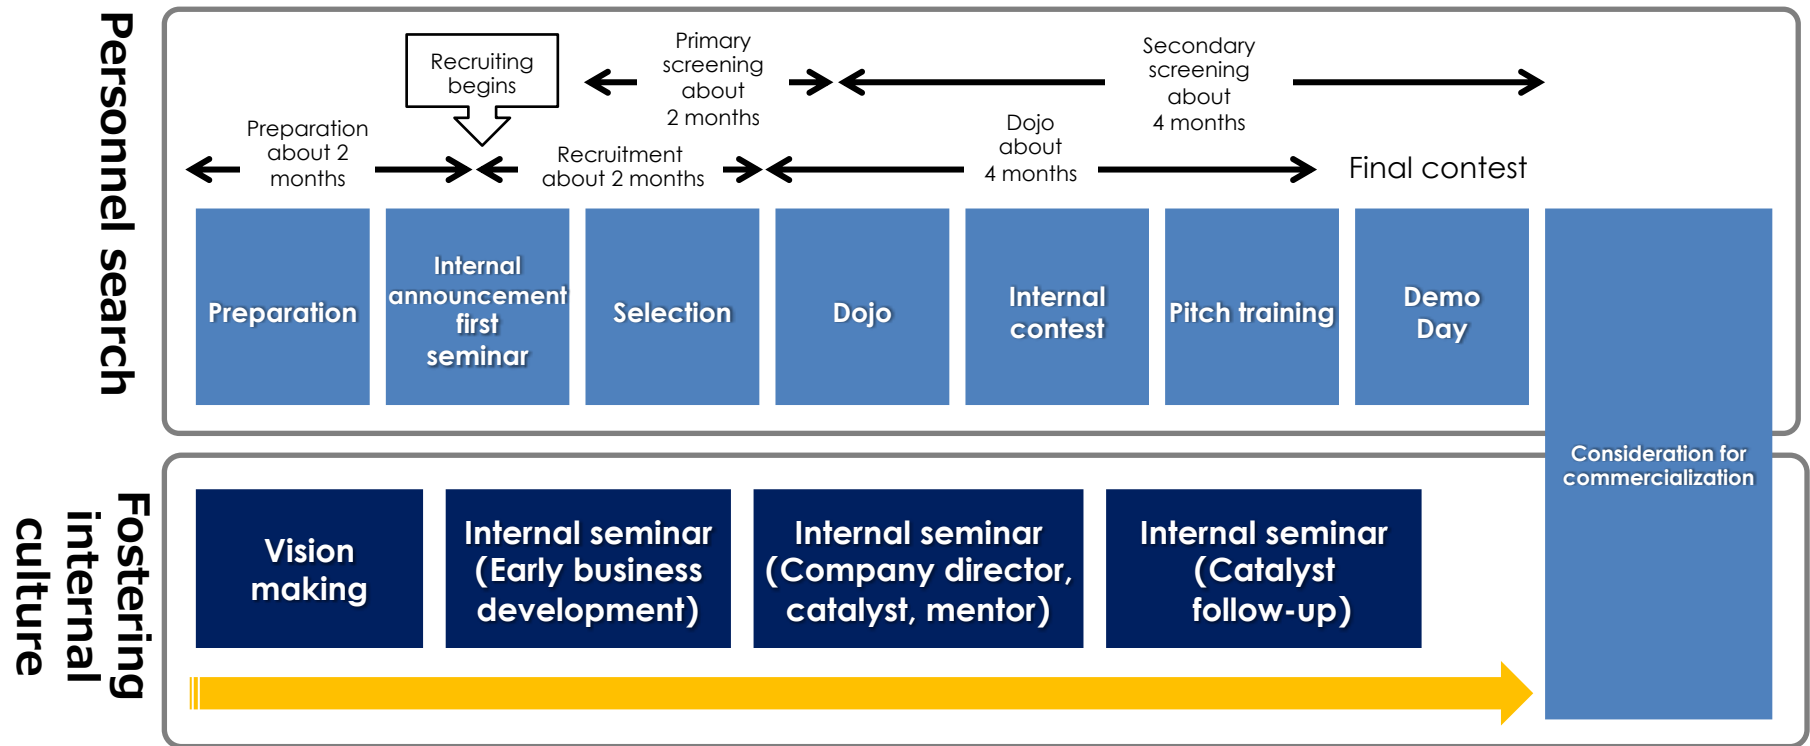 Personnel search
Recruiting
begins
Primary
screening
about
2 months
Secondary
screening
about
4 months
Preparation
about 2
months
Recruitment
about 2 months
Dojo
about
4 months
Final contest
Preparation
Internal
announcement
first
seminar
Selection
Dojo
Internal
contest
Pitch training
Demo
Day
Consideration for
commercialization
Fostering
internal
culture
Vision
making
Internal seminar
(Early business
development)
Internal seminar
(Company director,
catalyst, mentor)
Internal seminar
(Catalyst
follow-up)